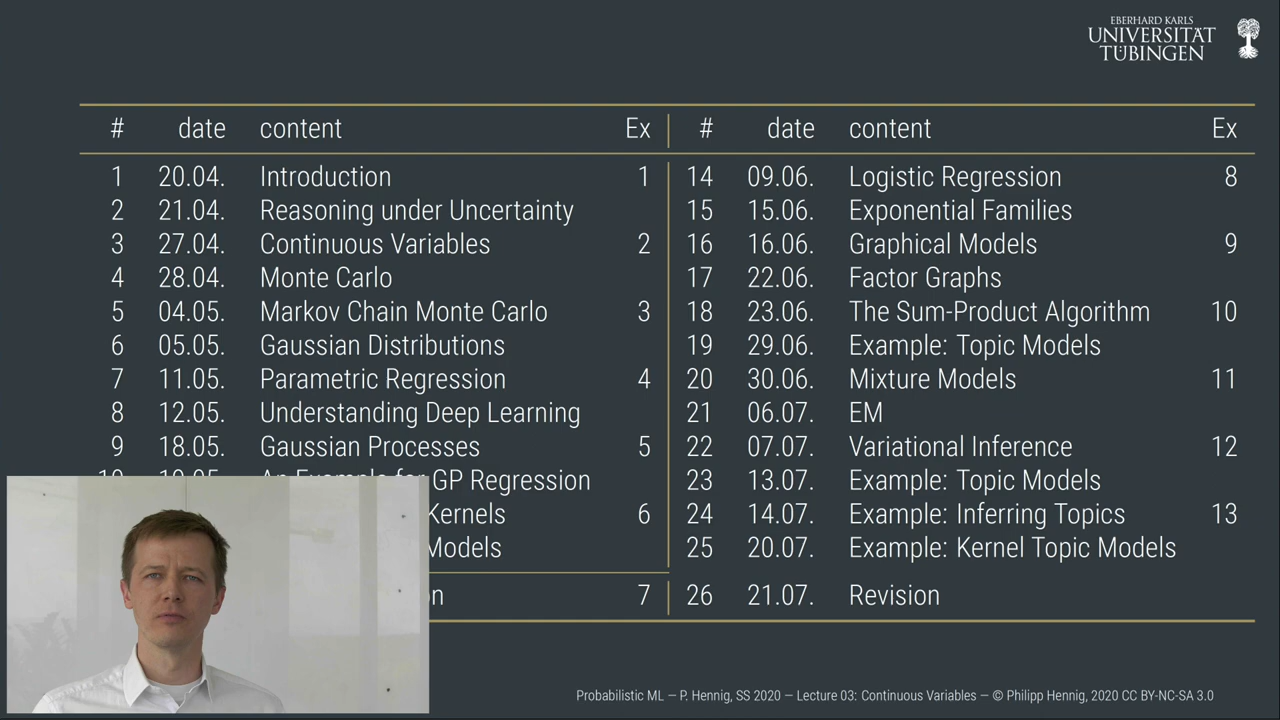 EBERHARD KARLS
UNIVERSITÄT
TÜBINGEN
# date content Ex # date content Ex
1 20.04. Introduction 1 14 09.06. Logistic Regression 8
2 21.04. Reasoning under Uncertainty 15 15.06. Exponential Families
3 27.04. Continuous Variables 2 16 16.06. Graphical Models 9
4 28.04. Monte Carlo 17 22.06. Factor Graphs
5 04.05. Markov Chain Monte Carlo 3 18 23.06. The Sum-Product Algorithm 10
6 05.05. Gaussian Distributions 19 29.06. Example: Topic Models
7 11.05. Parametric Regression 4 20 30.06. Mixture Models 11
8 12.05. Understanding Deep Learning 21 06.07. EM
9 18.05. Gaussian Processes 5 22 07.07. Variational Inference 12
An Example for GP Regression 23 13.07. Example: Topic Models
Kernels 6 24 14.07. Example: Inferring Topics 13
Models 25 20.07. Example: Kernel Topic Models
7 26 21.07. Revision
Probabilistic ML — P. Hennig, SS 2020 — Lecture 03: Continuous Variables — © Philipp Hennig, 2020 CC BY-NC-SA 3.0